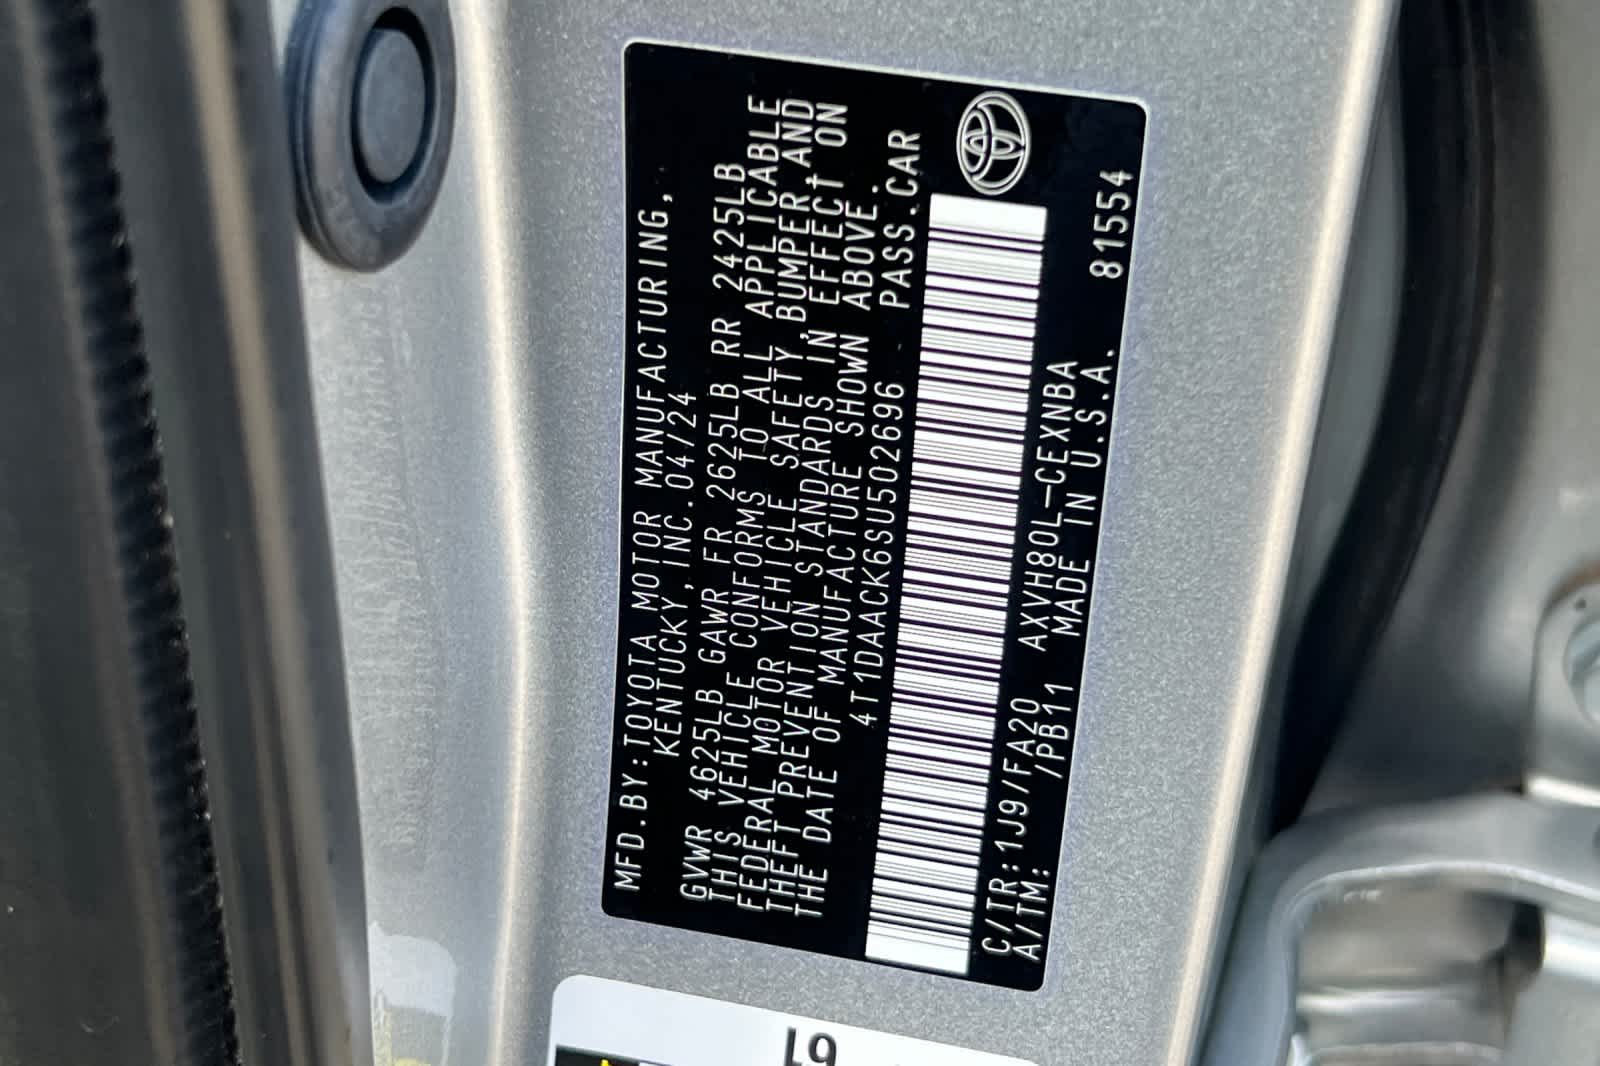 MFD.BY:TOYOTA MOTOR MANUFACTURING,
KENTUCKY,INC.04/24
GVWR 4625LB GAWR FR 2625LB RR 2425LB
THIS VEHICLE CONFORMS TO ALL APPLICABLE
FEDERAL MOTOR VEHICLE SAFETY,BUMPER,AND
THEFT PREVENTION STANDARDS IN EFFECT ON
THE DATE OF MANUFACTURE SHOWN ABOVE.
4T1DAACK6SU502696 PASS.CAR
C/TR:1J9/FA20 AXVH80L-CEXNBA 81554
A/TM: /PB11 MADE IN U.S.A.